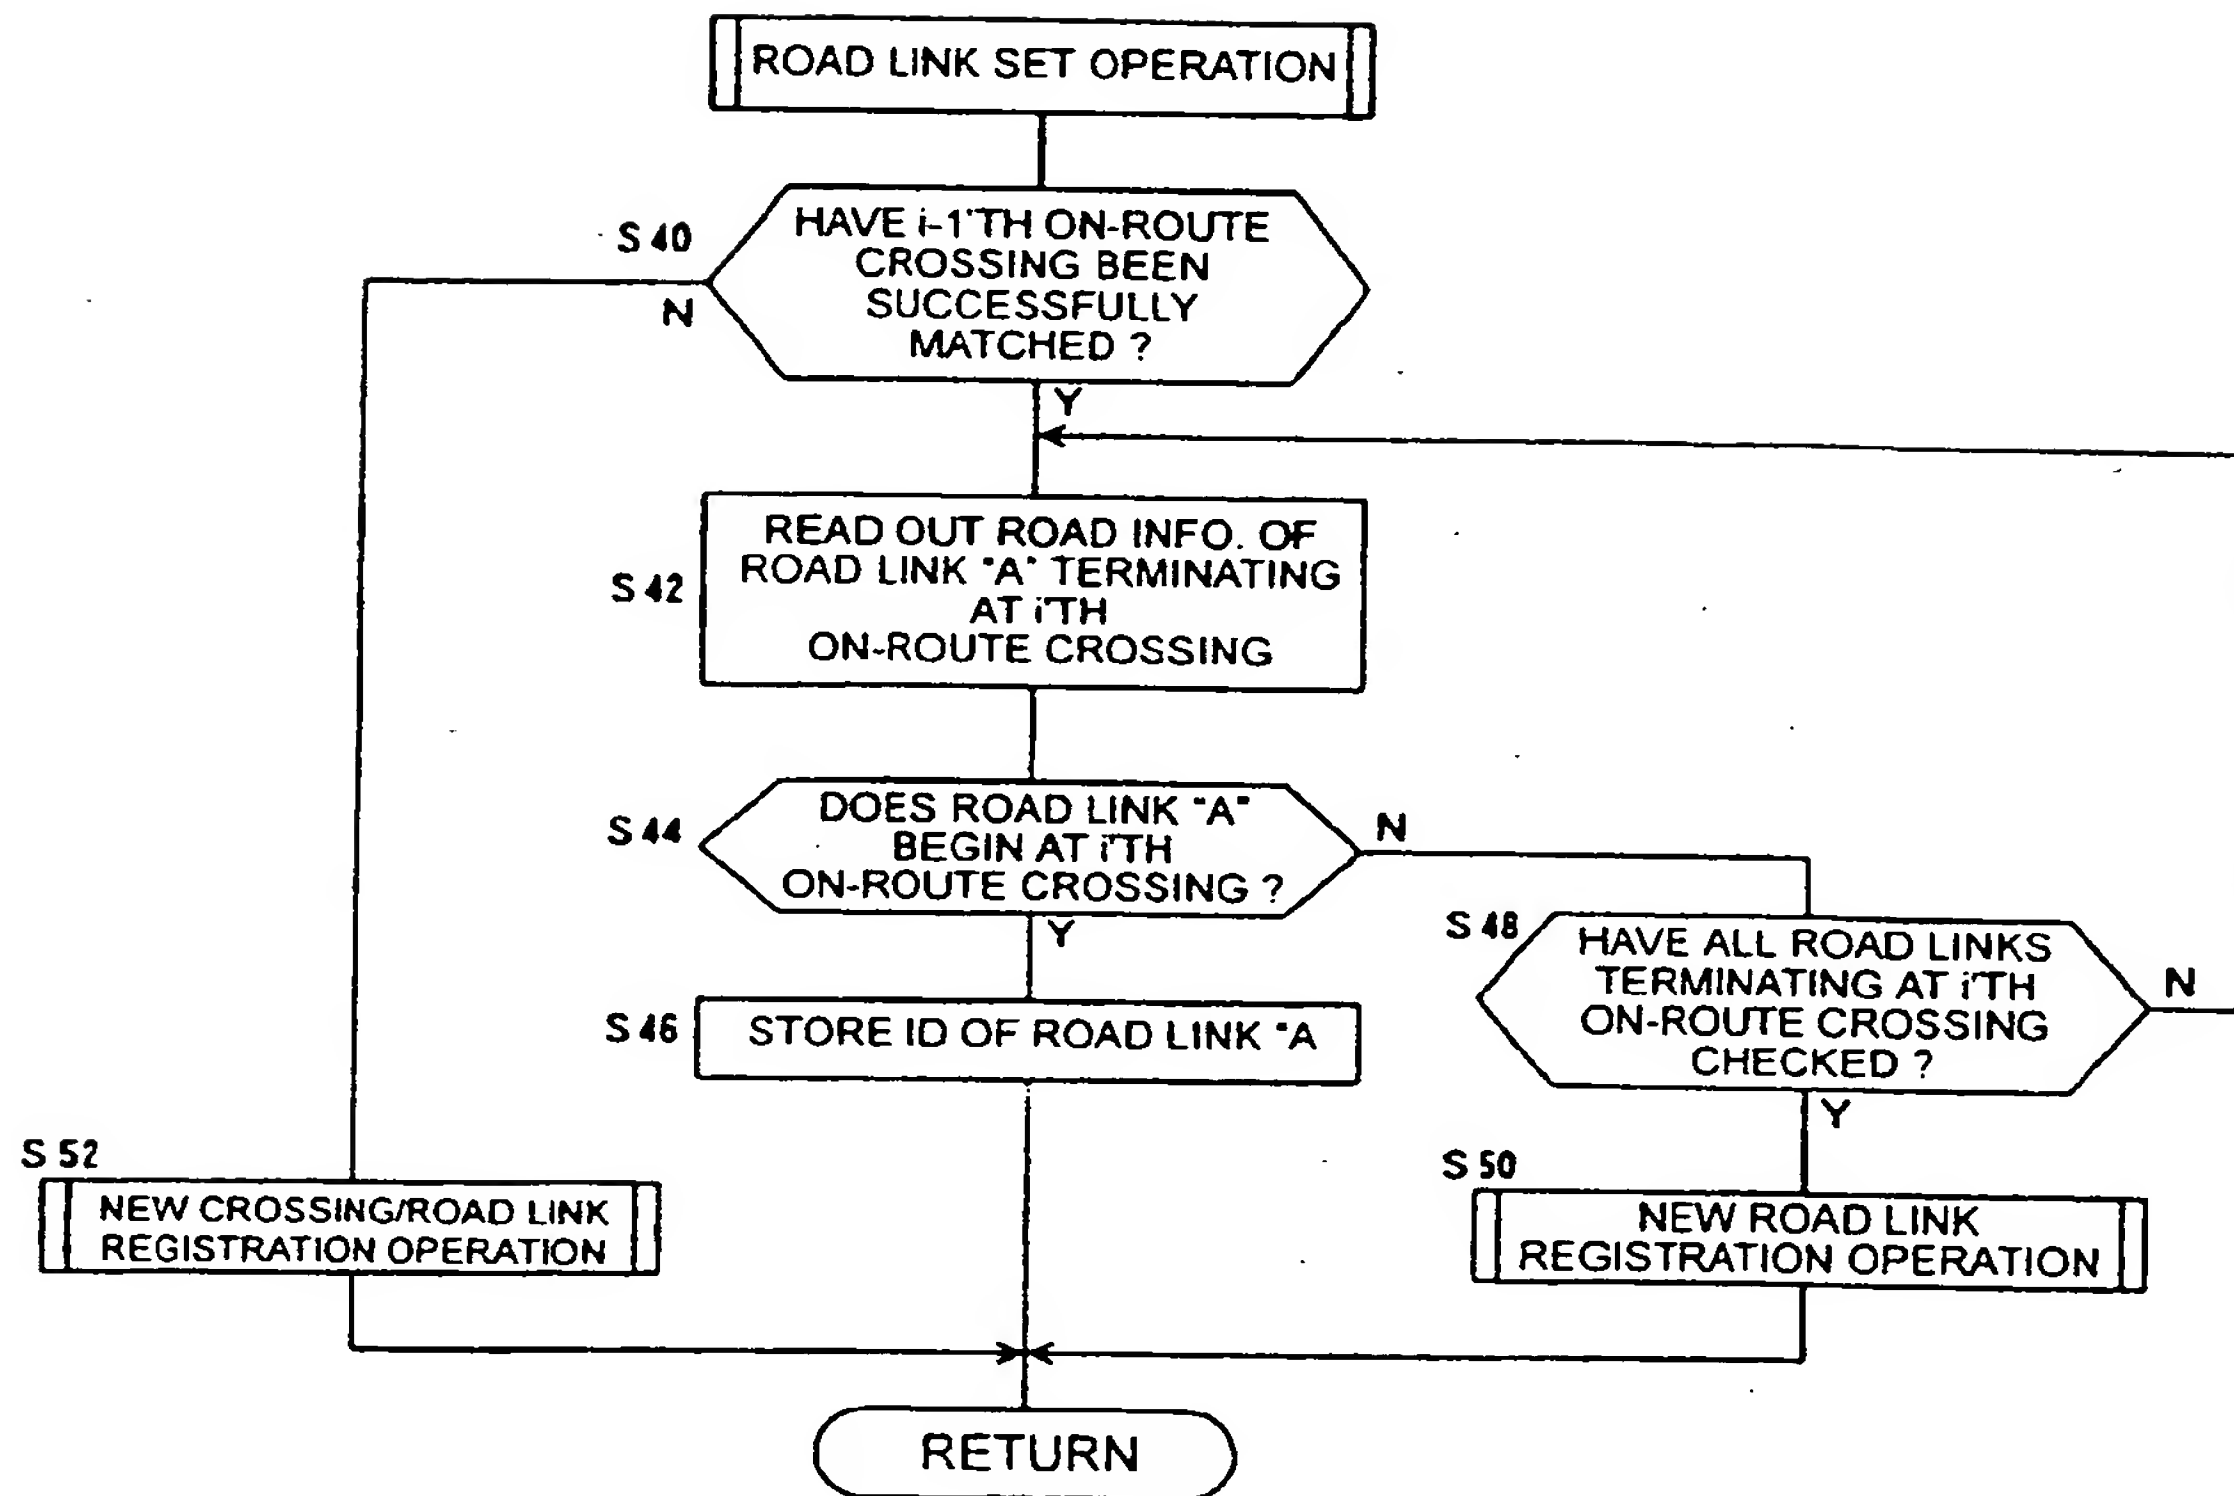 ROAD LINK SET OPERATION
S 40
HAVE i-1'TH ON-ROUTE
CROSSING BEEN
SUCCESSFULLY
MATCHED ?
N
Y
S 42
READ OUT ROAD INFO. OF
ROAD LINK "A" TERMINATING
AT i'TH
ON-ROUTE CROSSING
S 44
DOES ROAD LINK "A"
BEGIN AT i'TH
ON-ROUTE CROSSING ?
N
Y
S 46
STORE ID OF ROAD LINK "A
S 48
HAVE ALL ROAD LINKS
TERMINATING AT i'TH
ON-ROUTE CROSSING
CHECKED ?
N
Y
S 52
NEW CROSSING/ROAD LINK
REGISTRATION OPERATION
S 50
NEW ROAD LINK
REGISTRATION OPERATION
RETURN